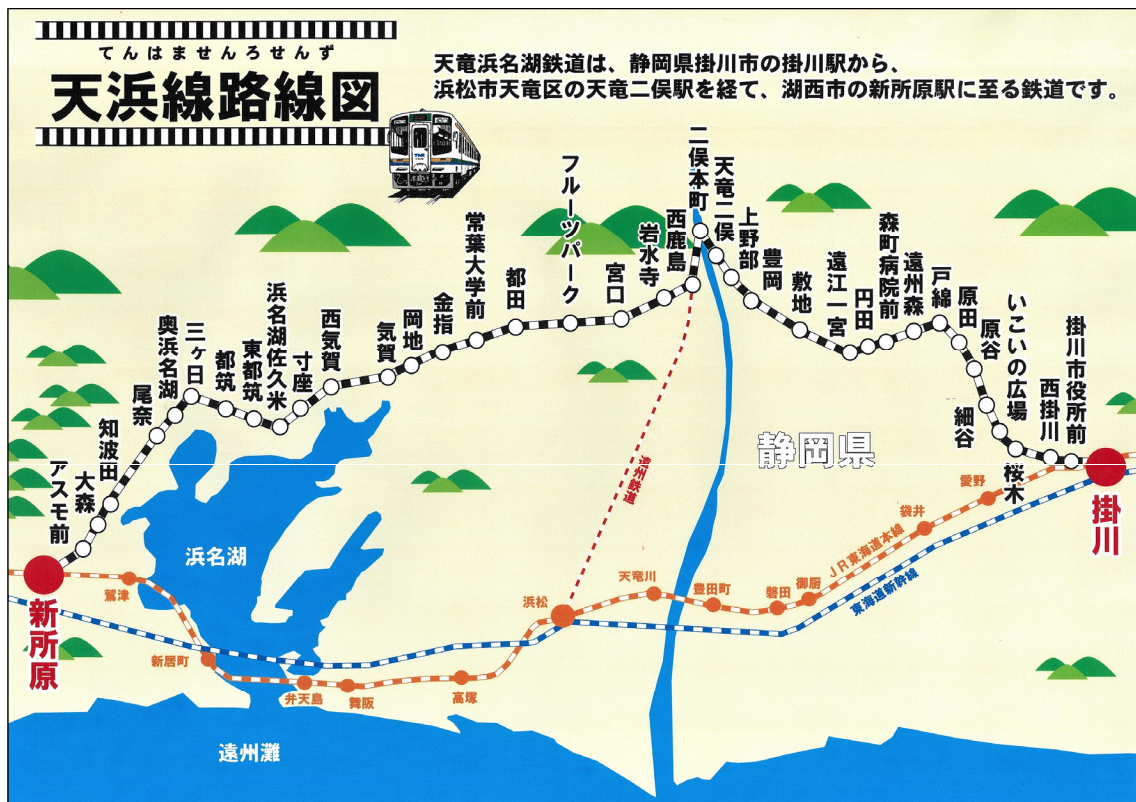 てんはませんろせんず
天浜線路線図
天竜浜名湖鉄道は、静岡県掛川市の掛川駅から、
浜松市天竜区の天竜二俣駅を経て、湖西市の新所原駅に至る鉄道です。
新所原
アスモ前
大森
知波田
尾奈
奥浜名湖
三ヶ日
都筑
東都筑
浜名湖佐久米
寸座
西気賀
気賀
岡地
金指
常葉大学前
都田
フルーツパーク
宮口
岩水寺
西鹿島
二俣本町
天竜二俣
上野部
豊岡
敷地
遠江一宮
円田
森町病院前
遠州森
戸綿
原田
原谷
細谷
いこいの広場
桜木
西掛川
掛川市役所前
掛川
静岡県
遠州鉄道
浜名湖
鷲津
新居町
弁天島
舞阪
高塚
浜松
天竜川
豊田町
磐田
御厨
JR東海道本線
袋井
愛野
東海道新幹線
遠州灘